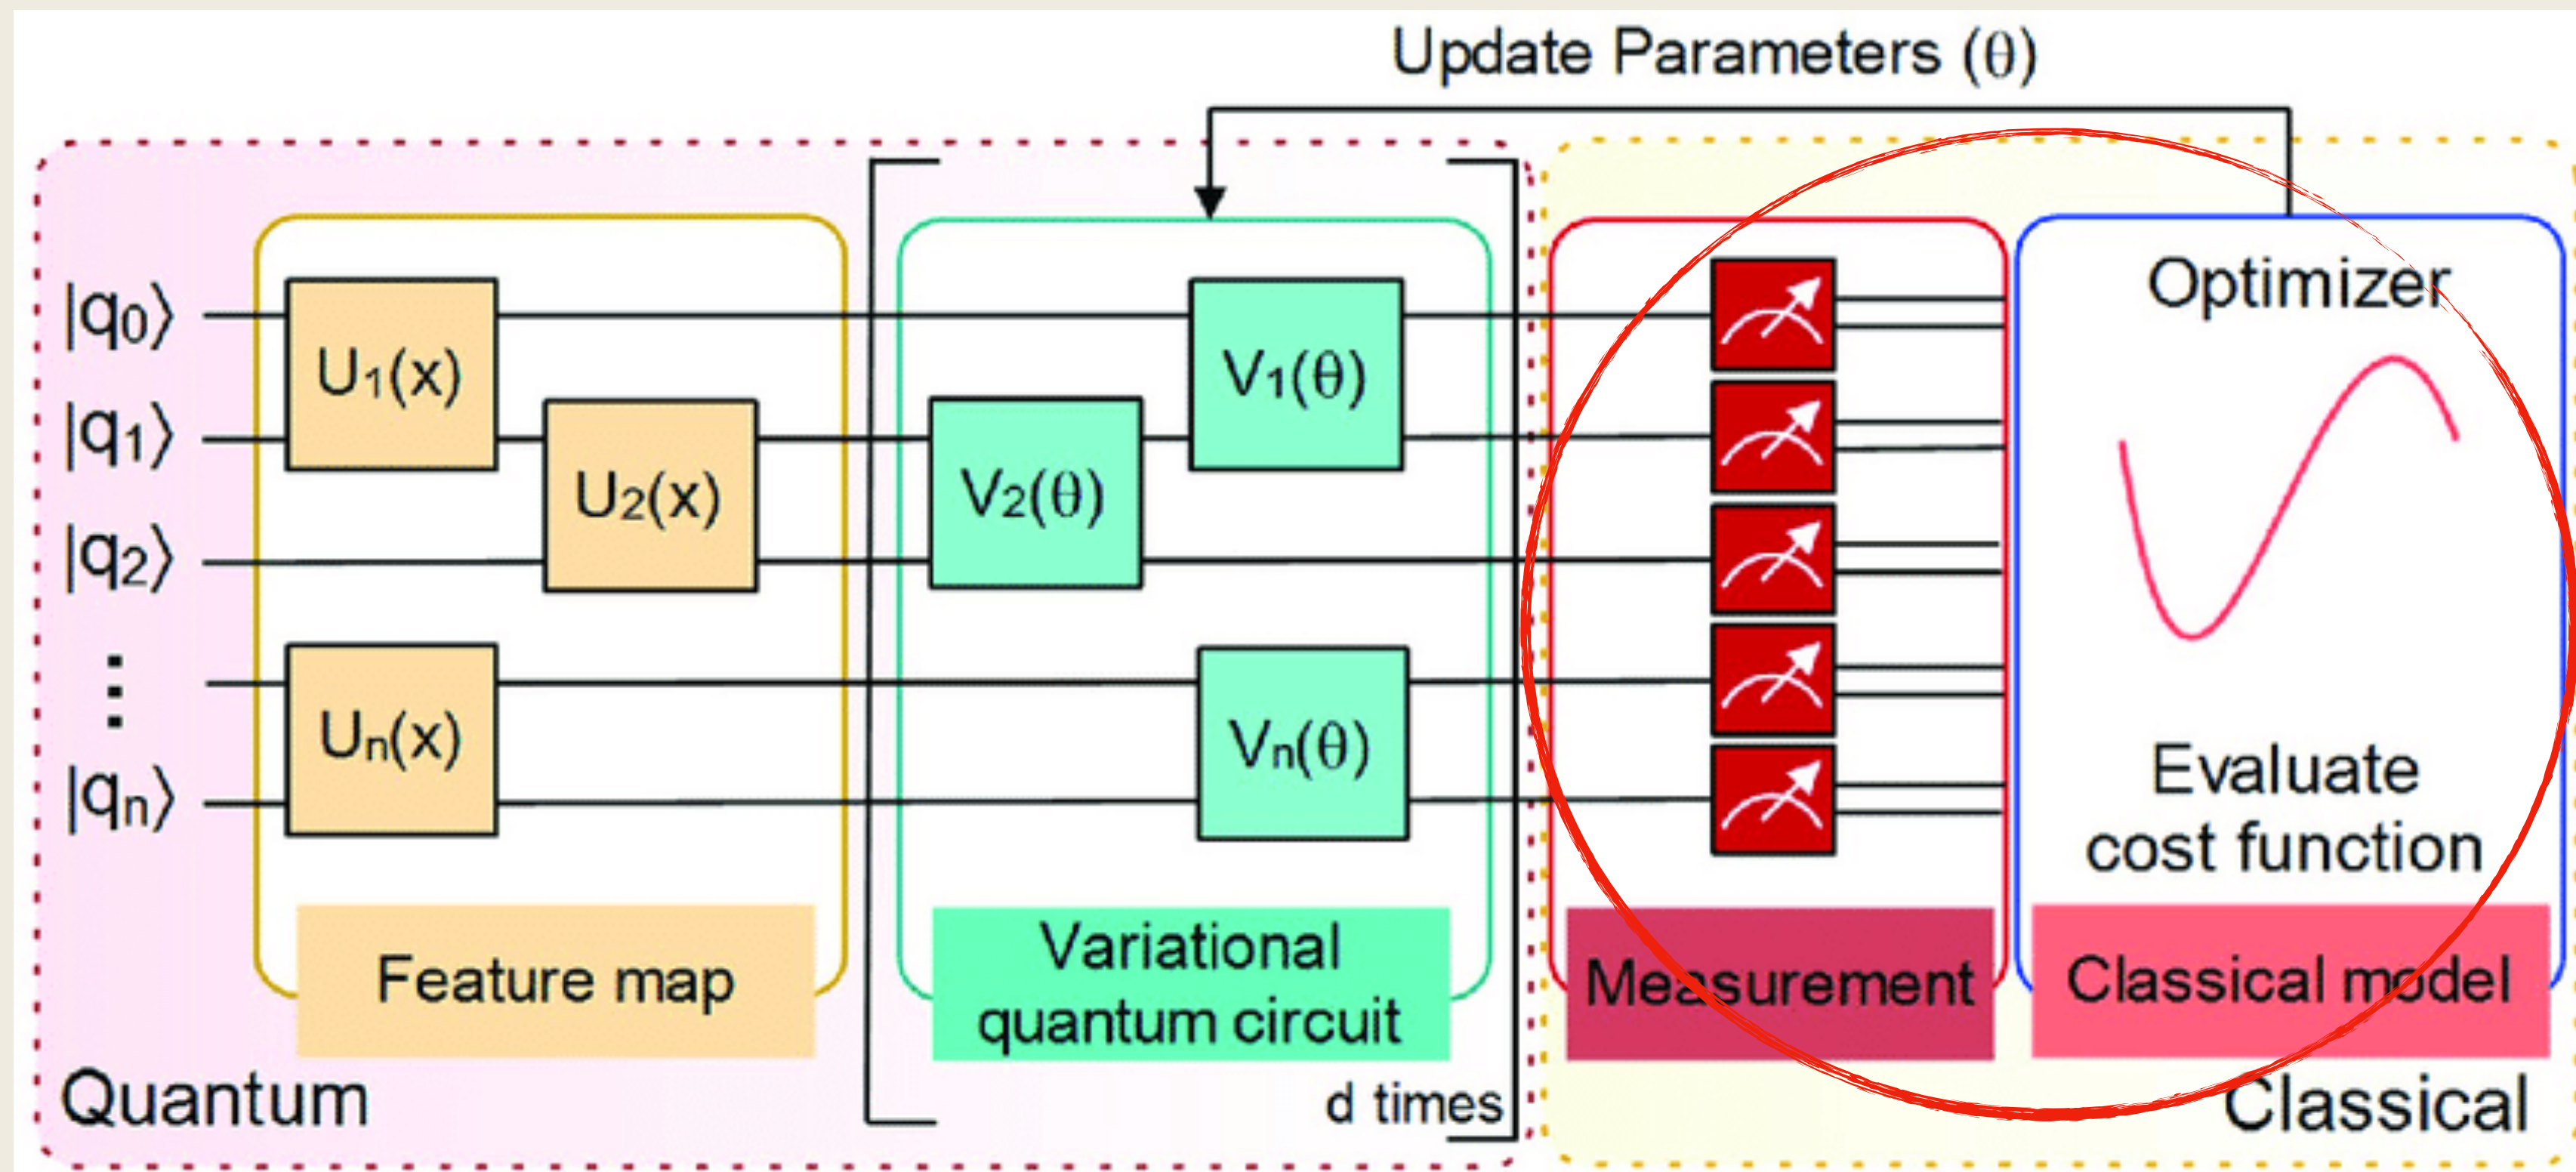 Update Parameters (θ)
|q₀⟩
|q₁⟩
|q₂⟩
⋮
|qₙ⟩
U₁(x)
U₂(x)
Uₙ(x)
Feature map
Quantum
V₁(θ)
V₂(θ)
Vₙ(θ)
Variational
quantum circuit
d times
Measurement
Optimizer
Evaluate
cost function
Classical model
Classical